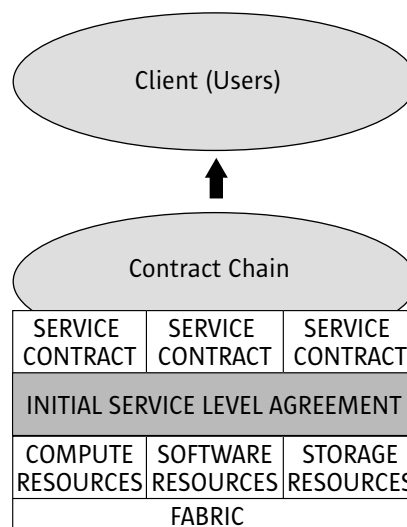 Client (Users)
Contract Chain
SERVICE SERVICE SERVICE
CONTRACT CONTRACT CONTRACT
INITIAL SERVICE LEVEL AGREEMENT
COMPUTE SOFTWARE STORAGE
RESOURCES RESOURCES RESOURCES
FABRIC